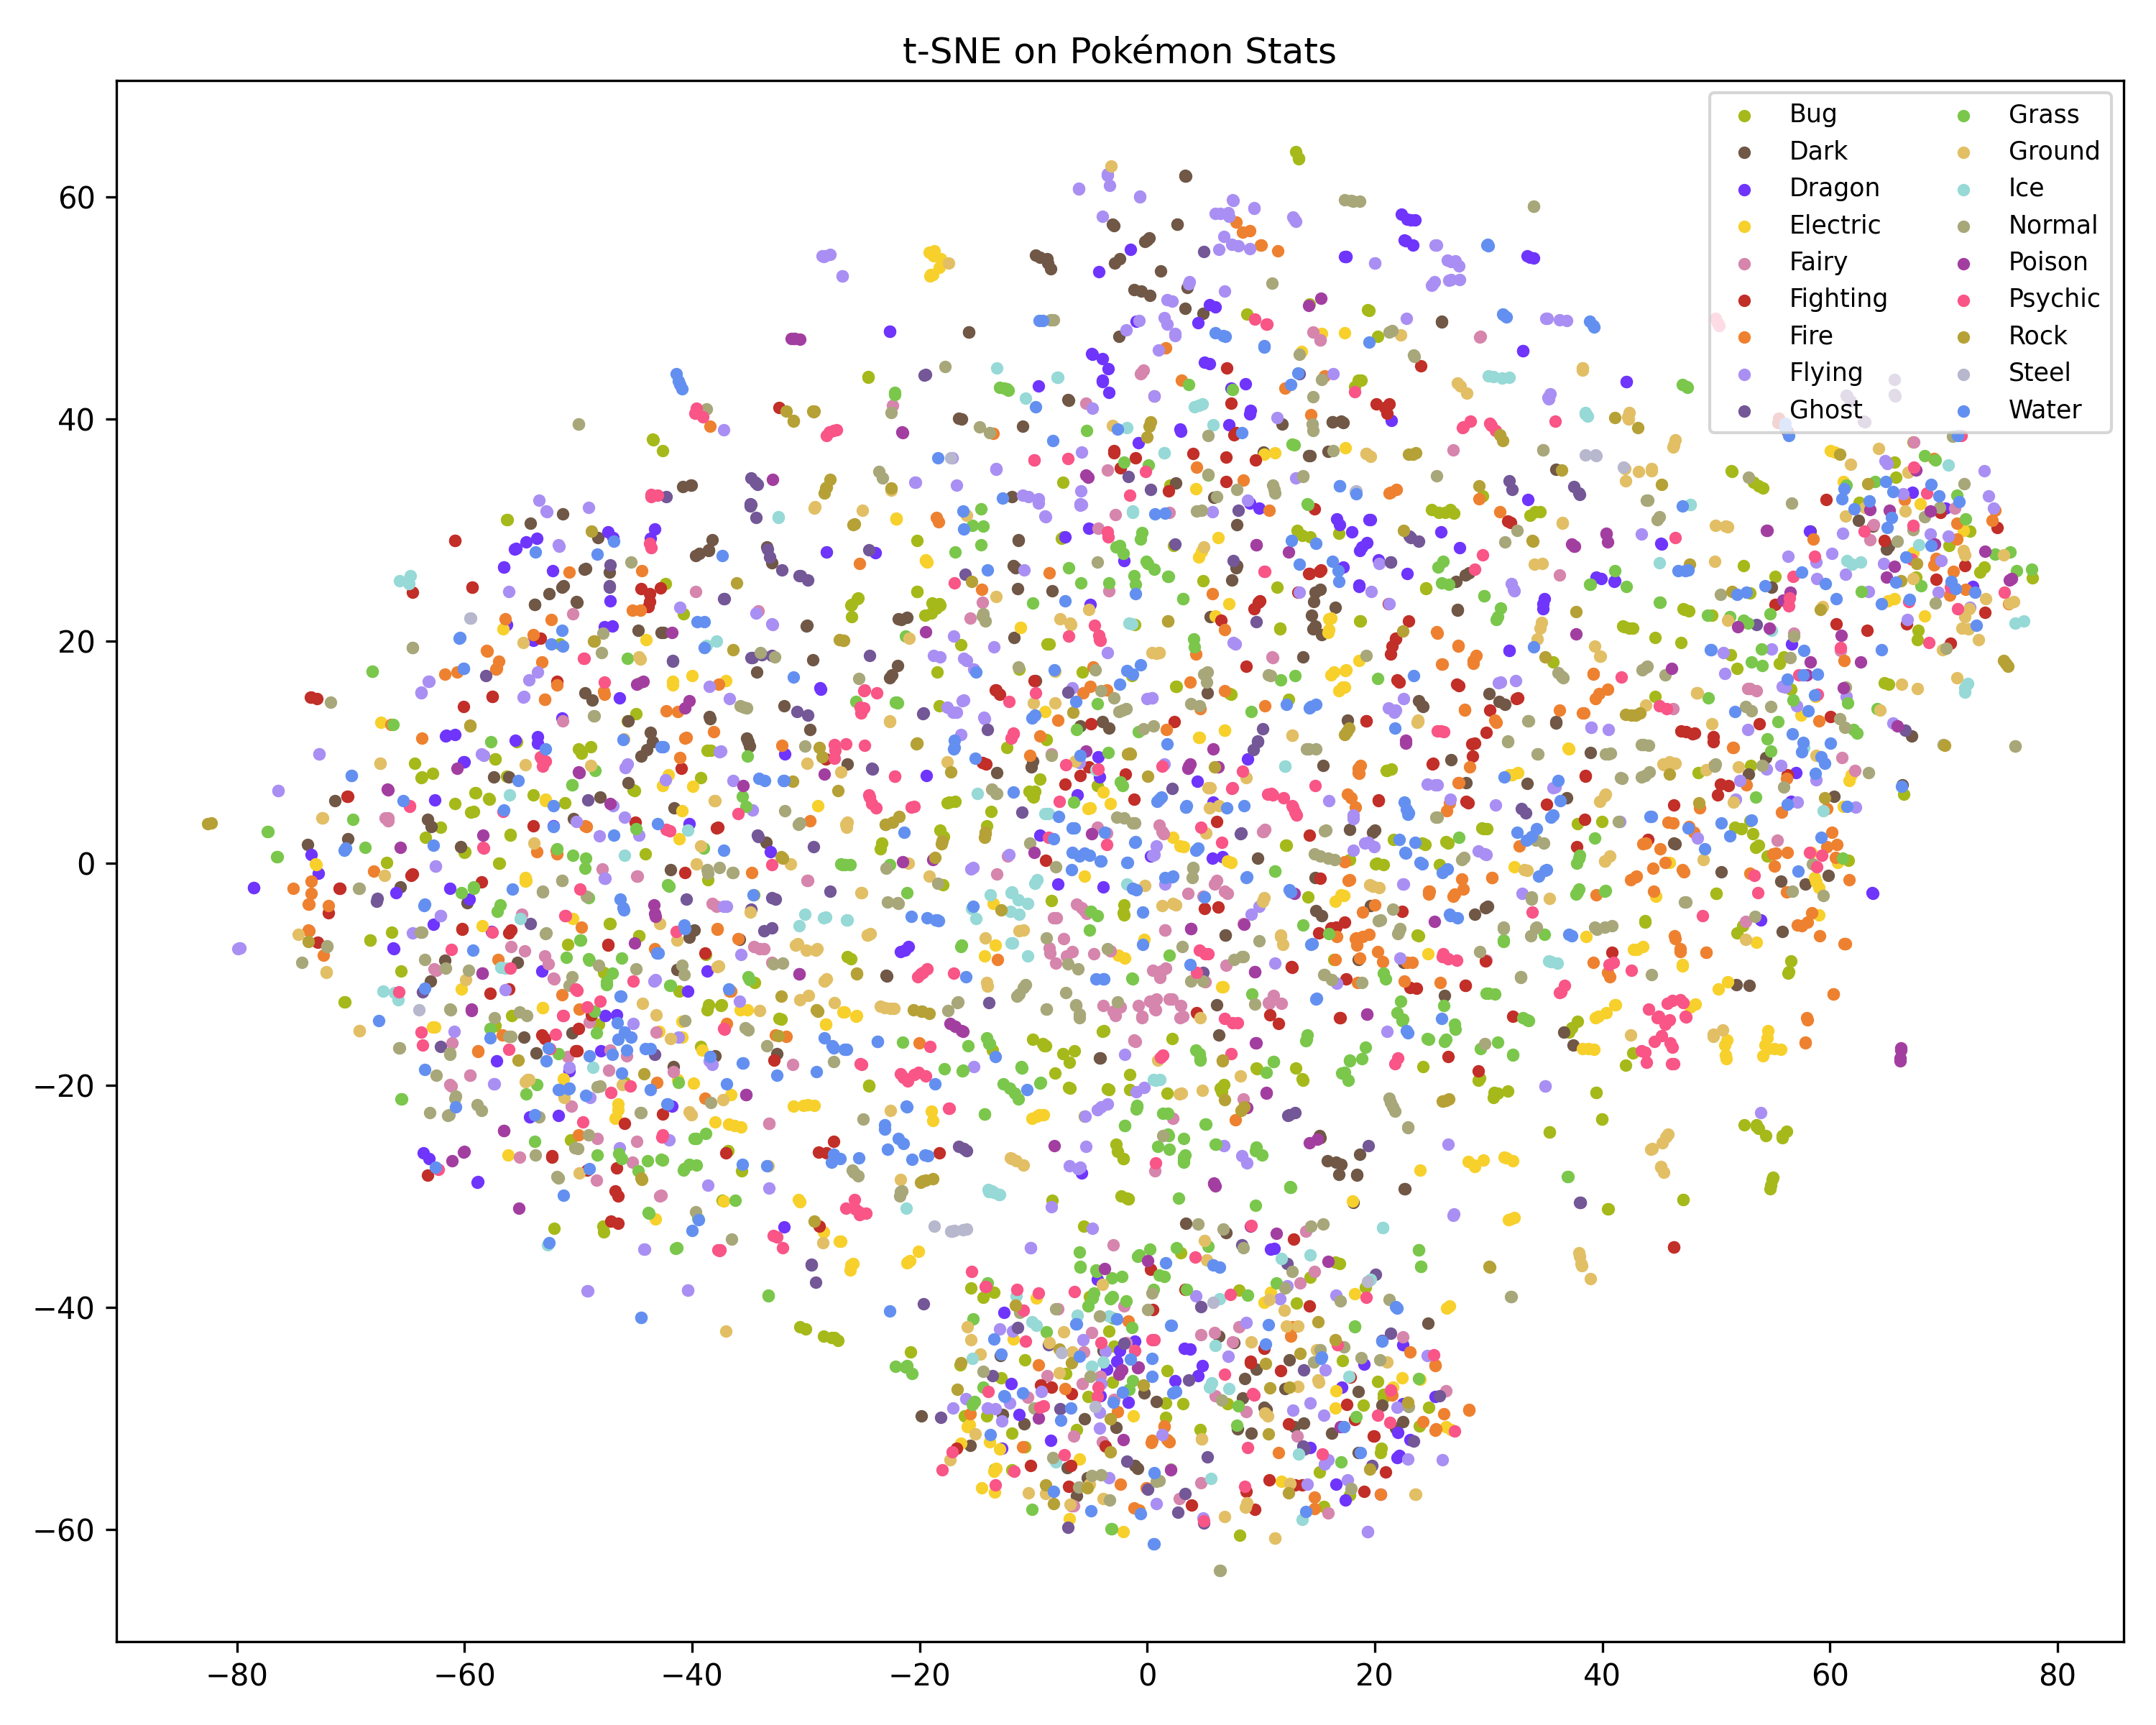 t-SNE on Pokémon Stats
60
40
20
0
−20
−40
−60
−80 −60 −40 −20 0 20 40 60 80
Bug
Dark
Dragon
Electric
Fairy
Fighting
Fire
Flying
Ghost
Grass
Ground
Ice
Normal
Poison
Psychic
Rock
Steel
Water